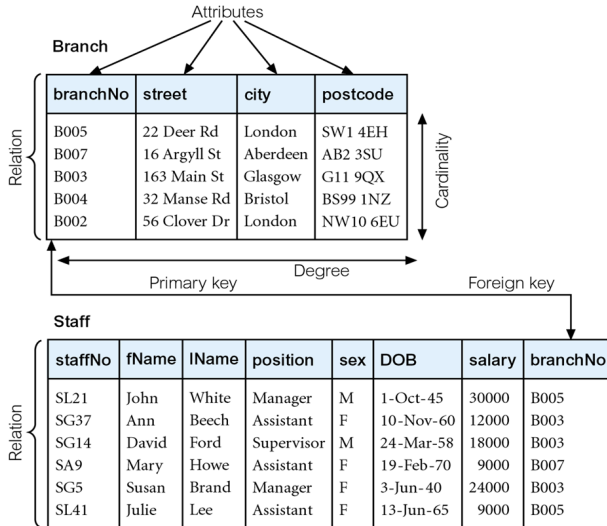 Attributes
Branch
branchNo street city postcode
B005 22 Deer Rd London SW1 4EH
B007 16 Argyll St Aberdeen AB2 3SU
B003 163 Main St Glasgow G11 9QX
B004 32 Manse Rd Bristol BS99 1NZ
B002 56 Clover Dr London NW10 6EU
Relation
Cardinality
Degree
Primary key
Foreign key
Staff
staffNo fName lName position sex DOB salary branchNo
SL21 John White Manager M 1-Oct-45 30000 B005
SG37 Ann Beech Assistant F 10-Nov-60 12000 B003
SG14 David Ford Supervisor M 24-Mar-58 18000 B003
SA9 Mary Howe Assistant F 19-Feb-70 9000 B007
SG5 Susan Brand Manager F 3-Jun-40 24000 B003
SL41 Julie Lee Assistant F 13-Jun-65 9000 B005
Relation